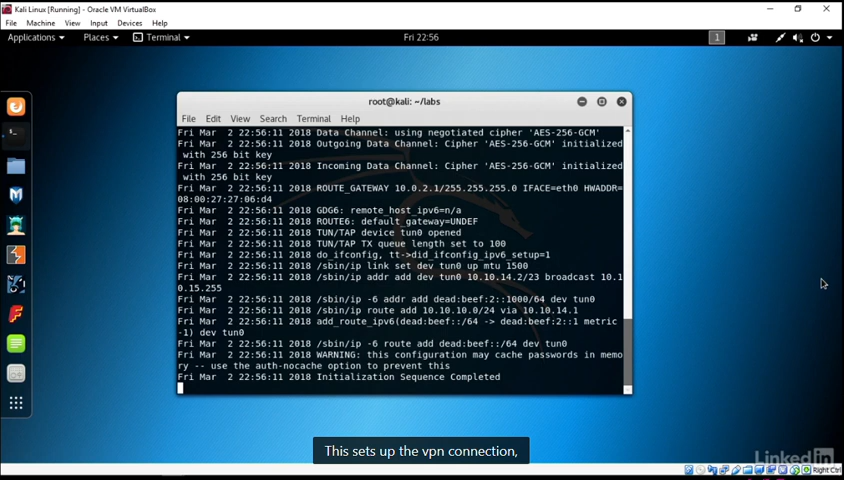 Kali Linux [Running] - Oracle VM VirtualBox
File Machine View Input Devices Help
Applications Places Terminal Fri 22:56 1
root@kali: ~/labs
File Edit View Search Terminal Help
Fri Mar  2 22:56:11 2018 Data Channel: using negotiated cipher 'AES-256-GCM'
Fri Mar  2 22:56:11 2018 Outgoing Data Channel: Cipher 'AES-256-GCM' initialized
 with 256 bit key
Fri Mar  2 22:56:11 2018 Incoming Data Channel: Cipher 'AES-256-GCM' initialized
 with 256 bit key
Fri Mar  2 22:56:11 2018 ROUTE_GATEWAY 10.0.2.1/255.255.255.0 IFACE=eth0 HWADDR=
08:00:27:27:06:d4
Fri Mar  2 22:56:11 2018 GDG6: remote_host_ipv6=n/a
Fri Mar  2 22:56:11 2018 ROUTE6: default_gateway=UNDEF
Fri Mar  2 22:56:11 2018 TUN/TAP device tun0 opened
Fri Mar  2 22:56:11 2018 TUN/TAP TX queue length set to 100
Fri Mar  2 22:56:11 2018 do_ifconfig, tt->did_ifconfig_ipv6_setup=1
Fri Mar  2 22:56:11 2018 /sbin/ip link set dev tun0 up mtu 1500
Fri Mar  2 22:56:11 2018 /sbin/ip addr add dev tun0 10.10.14.2/23 broadcast 10.1
0.15.255
Fri Mar  2 22:56:11 2018 /sbin/ip -6 addr add dead:beef:2::1000/64 dev tun0
Fri Mar  2 22:56:11 2018 /sbin/ip route add 10.10.10.0/24 via 10.10.14.1
Fri Mar  2 22:56:11 2018 add_route_ipv6(dead:beef::/64 -> dead:beef:2::1 metric
-1) dev tun0
Fri Mar  2 22:56:11 2018 /sbin/ip -6 route add dead:beef::/64 dev tun0
Fri Mar  2 22:56:11 2018 WARNING: this configuration may cache passwords in memo
ry -- use the auth-nocache option to prevent this
Fri Mar  2 22:56:11 2018 Initialization Sequence Completed
This sets up the vpn connection,
LinkedIn
Right Ctrl